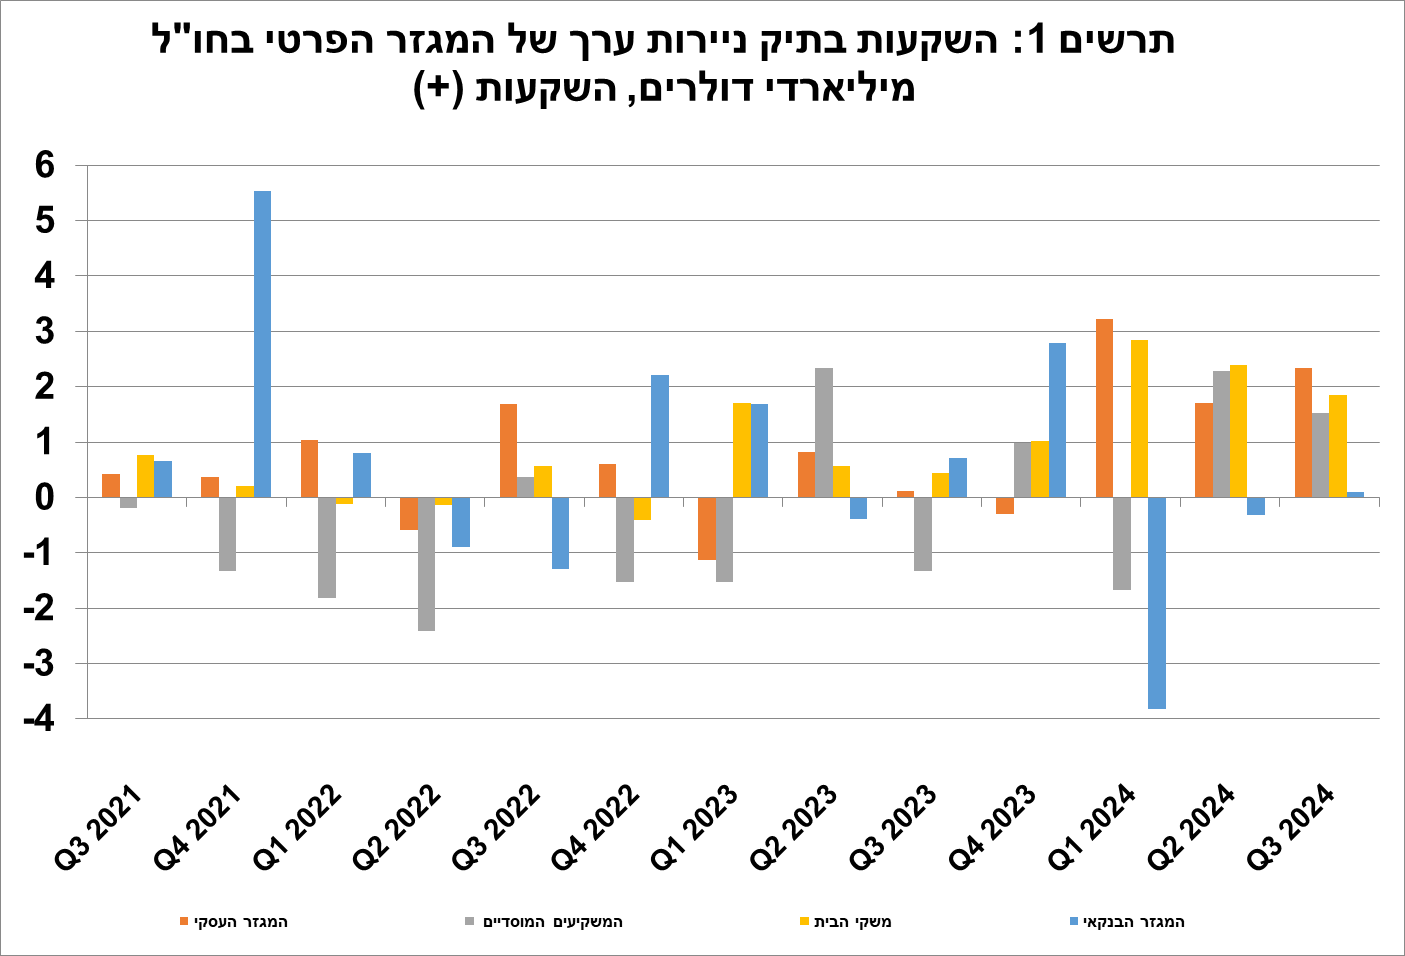 תרשים 1: השקעות בתיק ניירות ערך של המגזר הפרטי בחו"ל
מיליארדי דולרים, השקעות (+)
6
5
4
3
2
1
0
-1
-2
-3
-4
Q3 2021
Q4 2021
Q1 2022
Q2 2022
Q3 2022
Q4 2022
Q1 2023
Q2 2023
Q3 2023
Q4 2023
Q1 2024
Q2 2024
Q3 2024
המגזר העסקי
המשקיעים המוסדיים
משקי הבית
המגזר הבנקאי